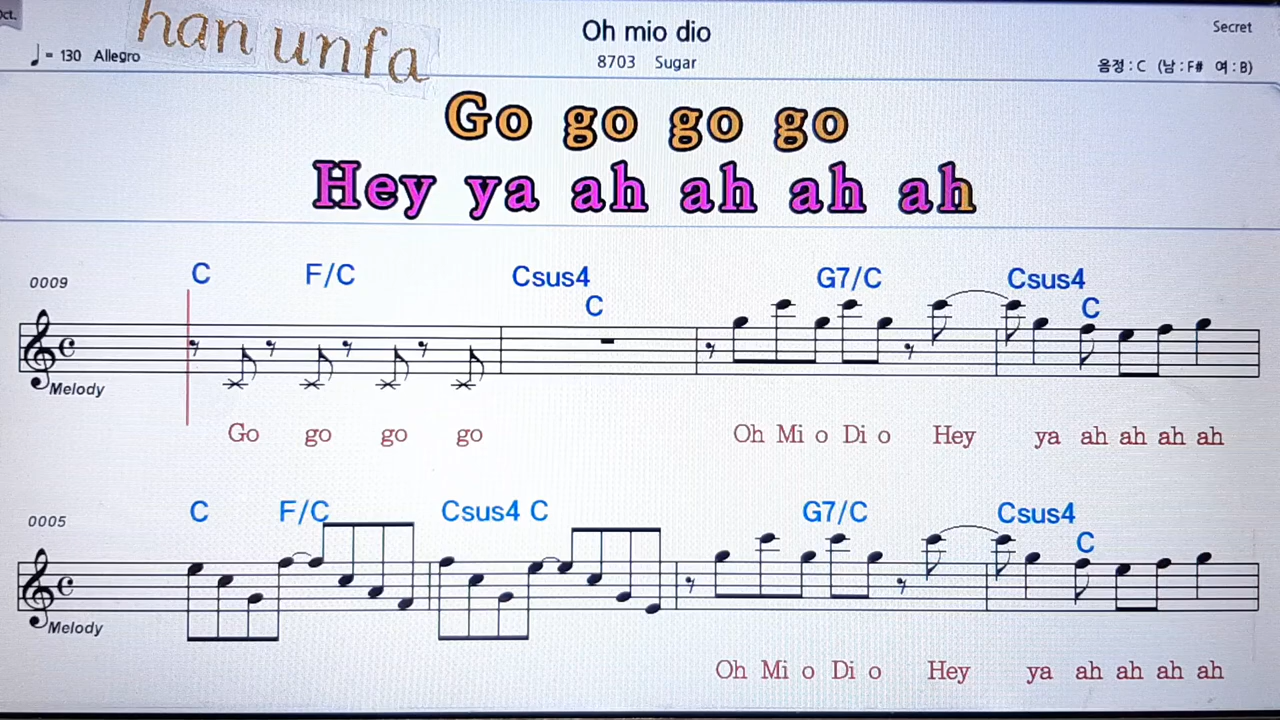 Oct.
han unfa
♩= 130 Allegro
Oh mio dio
8703 Sugar
Secret
음정 : C (남 : F# 여 : B)
Go go go go
Hey ya ah ah ah ah
0009
C F/C Csus4 C G7/C Csus4 C
Melody
Go go go go Oh Mi o Di o Hey ya ah ah ah ah
0005
C F/C Csus4 C G7/C Csus4 C
Melody
Oh Mi o Di o Hey ya ah ah ah ah